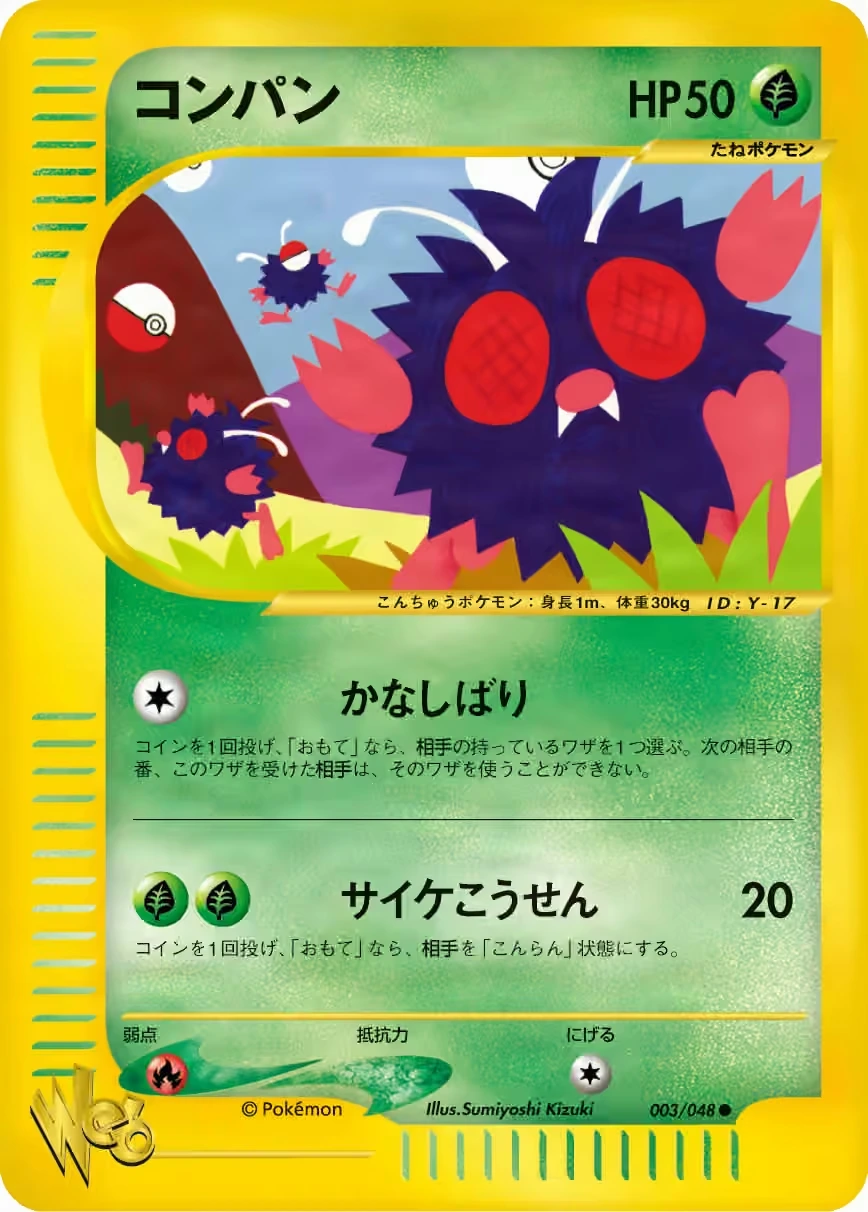 コンパン
HP50
たねポケモン
こんちゅうポケモン：身長1m、体重30kg ID：Y-17
かなしばり
コインを1回投げ、「おもて」なら、相手の持っているワザを1つ選ぶ。次の相手の
番、このワザを受けた相手は、そのワザを使うことができない。
サイケこうせん 20
コインを1回投げ、「おもて」なら、相手を「こんらん」状態にする。
弱点 抵抗力 にげる
Web
© Pokémon Illus.Sumiyoshi Kizuki 003/048 ●